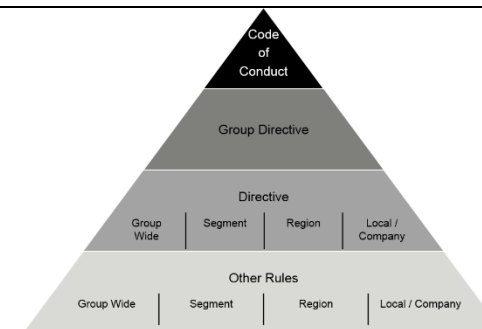 Code
of
Conduct
Group Directive
Directive
Group
Wide
Segment
Region
Local /
Company
Other Rules
Group Wide
Segment
Region
Local / Company